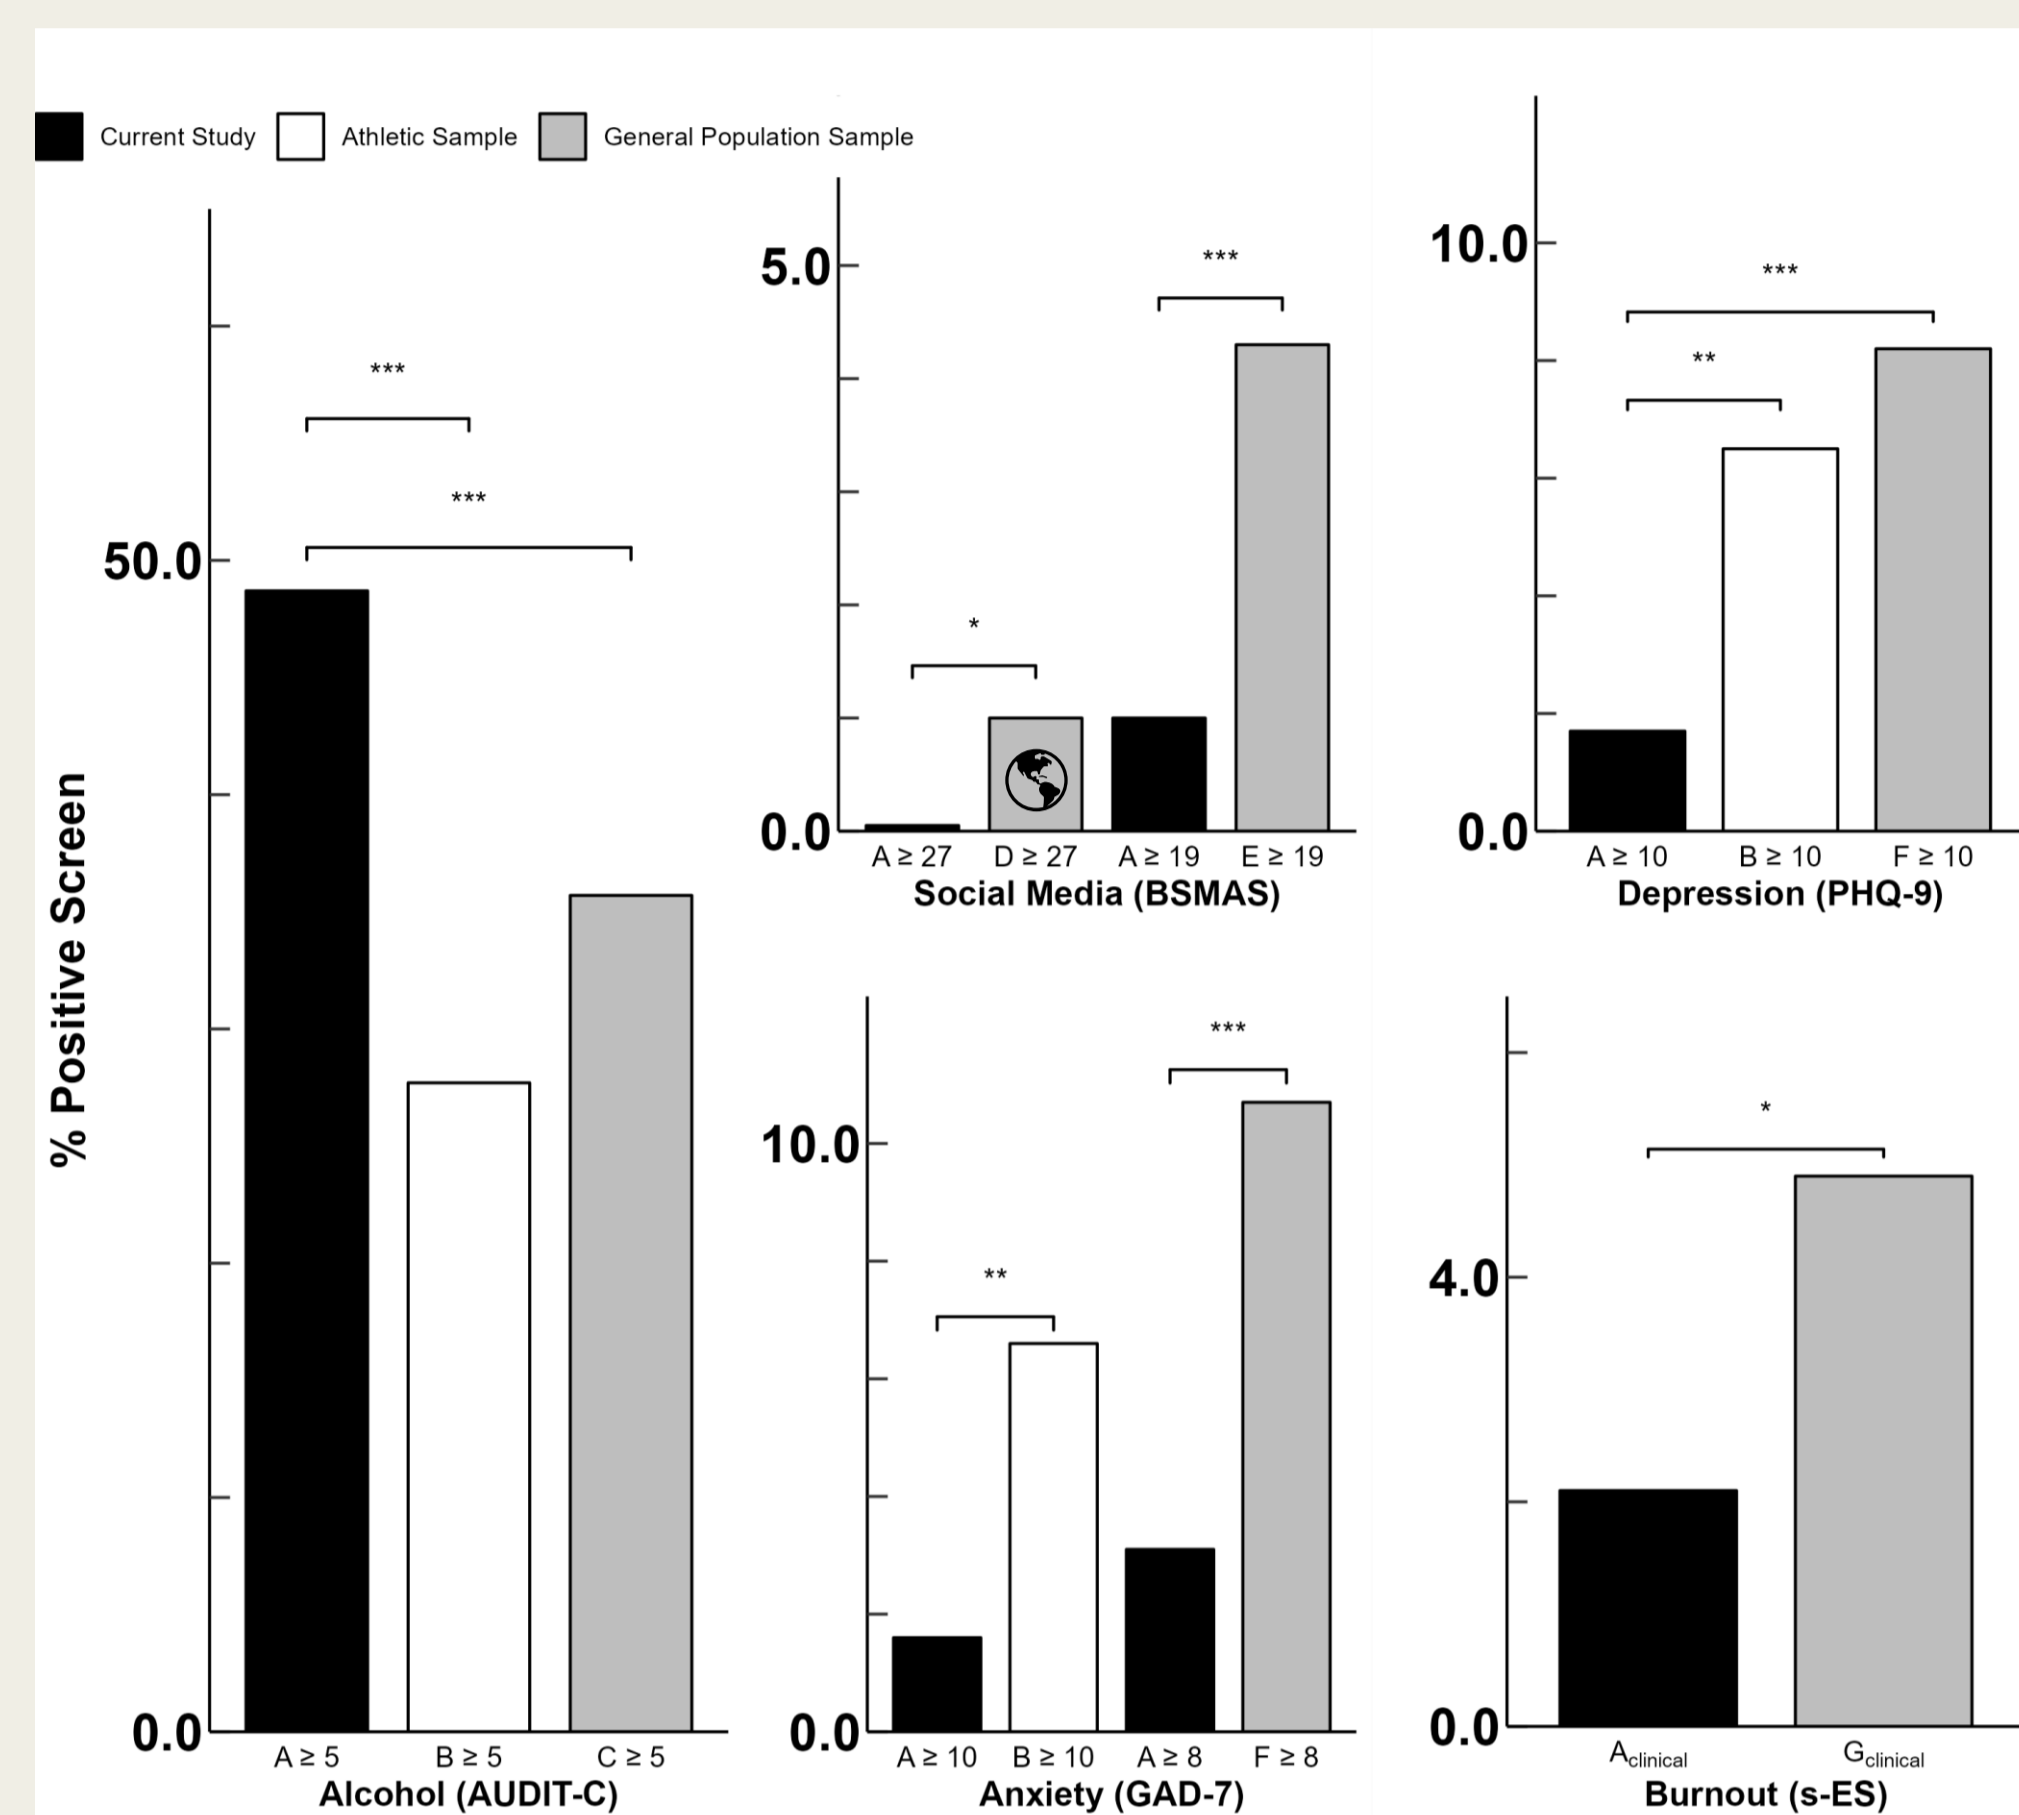 Current Study
Athletic Sample
General Population Sample
% Positive Screen
50.0
0.0
***
***
A ≥ 5
B ≥ 5
C ≥ 5
Alcohol (AUDIT-C)
5.0
0.0
*
***
A ≥ 27
D ≥ 27
A ≥ 19
E ≥ 19
Social Media (BSMAS)
10.0
0.0
***
**
A ≥ 10
B ≥ 10
F ≥ 10
Depression (PHQ-9)
10.0
0.0
**
***
A ≥ 10
B ≥ 10
A ≥ 8
F ≥ 8
Anxiety (GAD-7)
4.0
0.0
*
Aclinical
Gclinical
Burnout (s-ES)